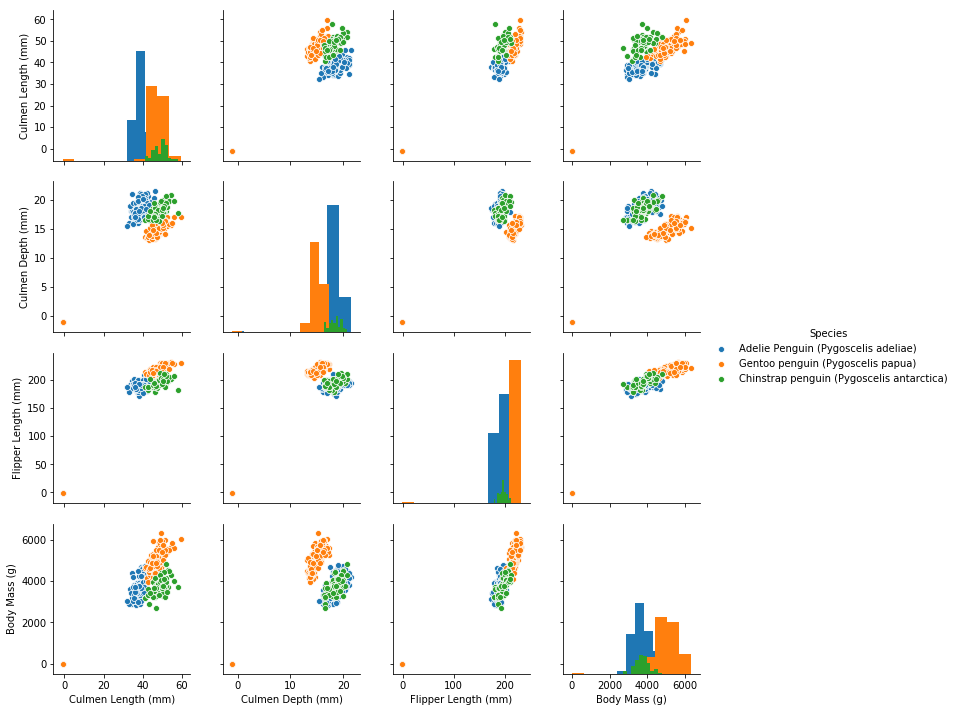 60
50
40
30
20
10
0
Culmen Length (mm)
20
15
10
5
0
Culmen Depth (mm)
Species
Adelie Penguin (Pygoscelis adeliae)
Gentoo penguin (Pygoscelis papua)
Chinstrap penguin (Pygoscelis antarctica)
200
150
100
50
0
Flipper Length (mm)
6000
4000
2000
0
Body Mass (g)
0 20 40 60
Culmen Length (mm)
0 10 20
Culmen Depth (mm)
0 100 200
Flipper Length (mm)
0 2000 4000 6000
Body Mass (g)